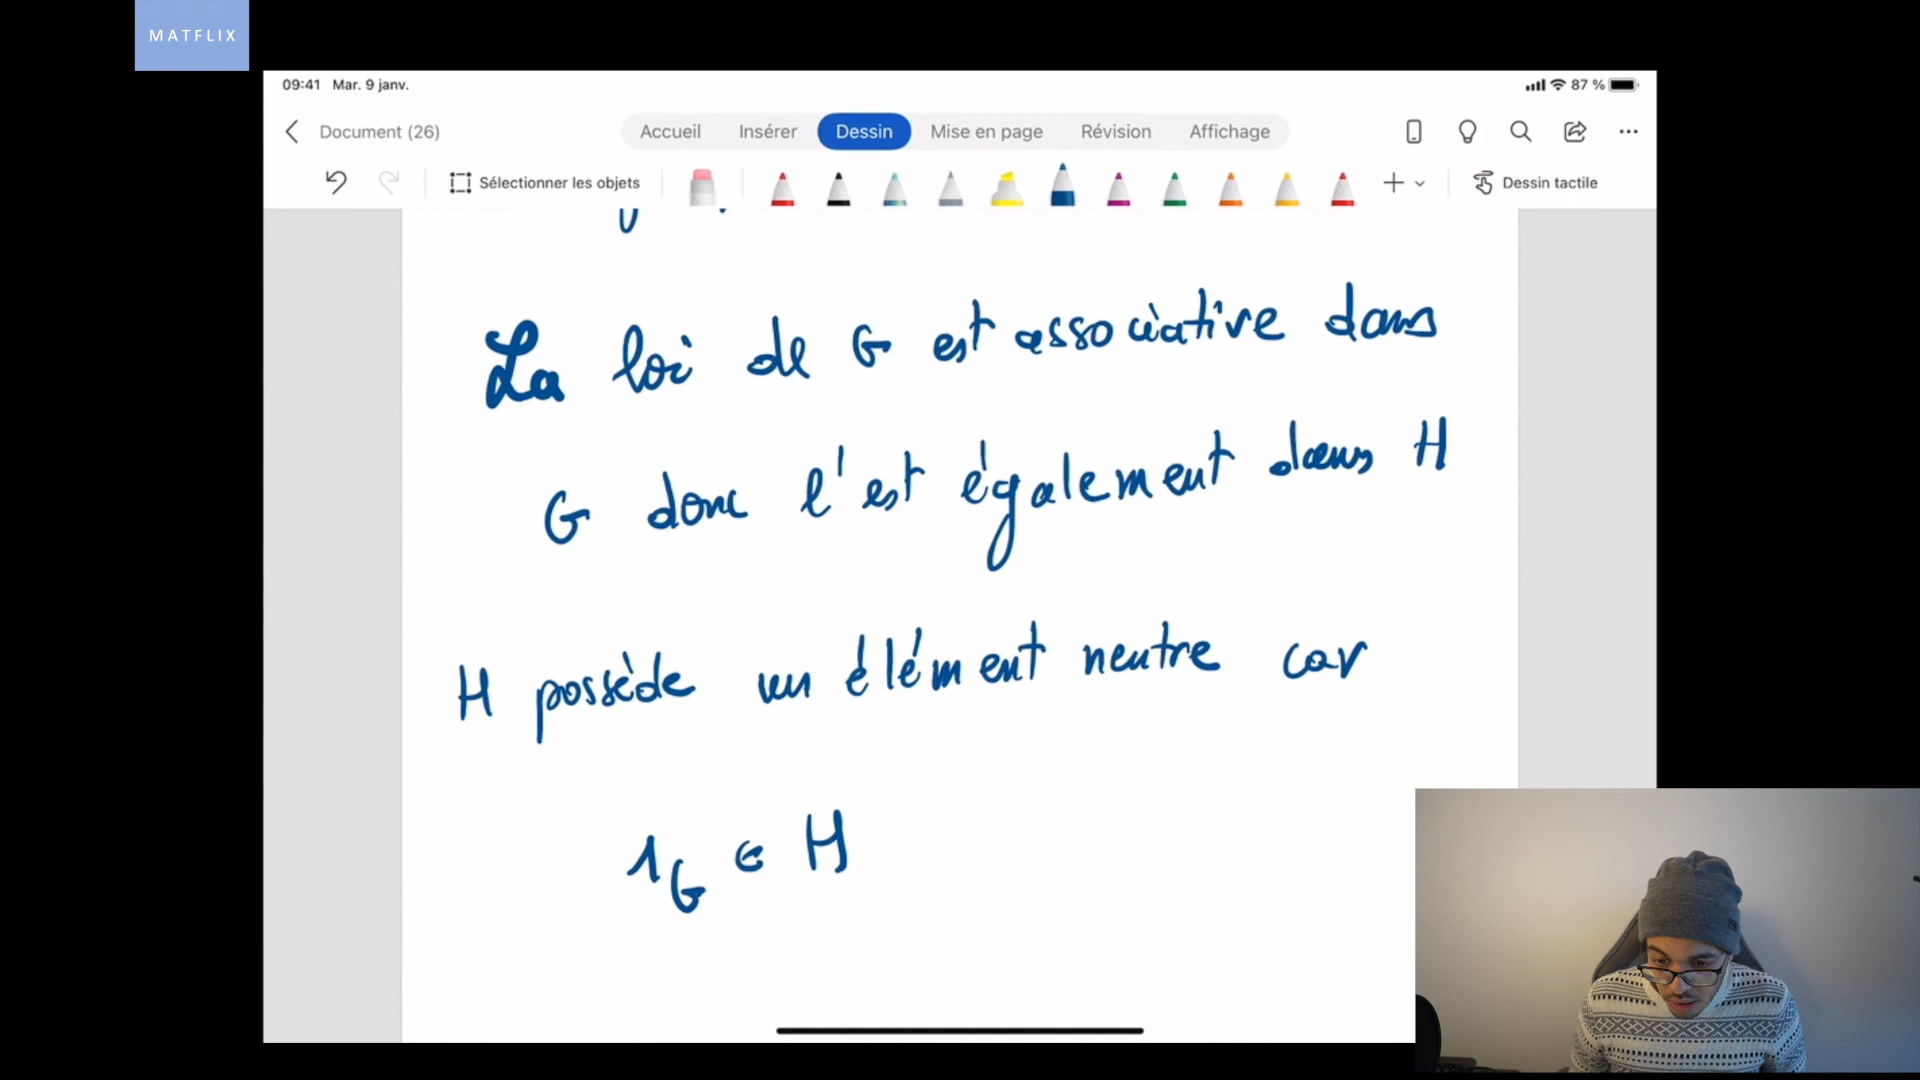 MATFLIX
09:41 Mar. 9 janv.
87 %
Document (26)
Accueil Insérer Dessin Mise en page Révision Affichage
Sélectionner les objets
Dessin tactile
La loi de G est associative dans
G donc l'est également dans H
H possède un élément neutre car
1_G ∈ H